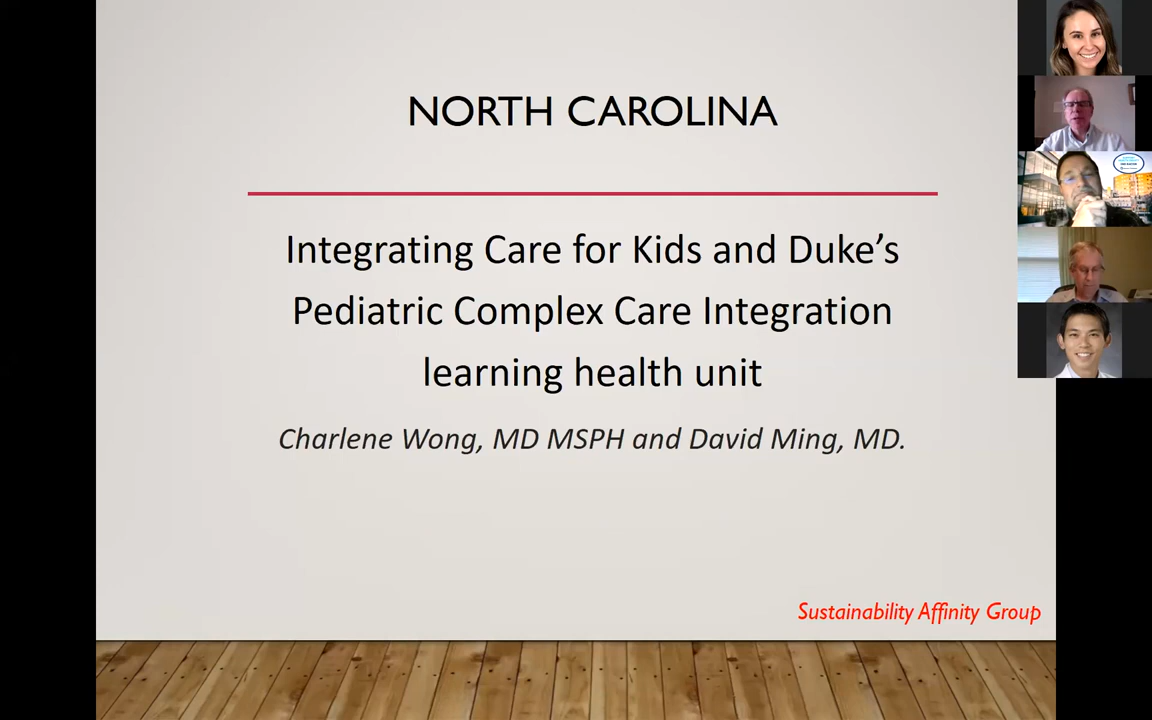 NORTH CAROLINA
Integrating Care for Kids and Duke’s
Pediatric Complex Care Integration
learning health unit
Charlene Wong, MD MSPH and David Ming, MD.
Sustainability Affinity Group